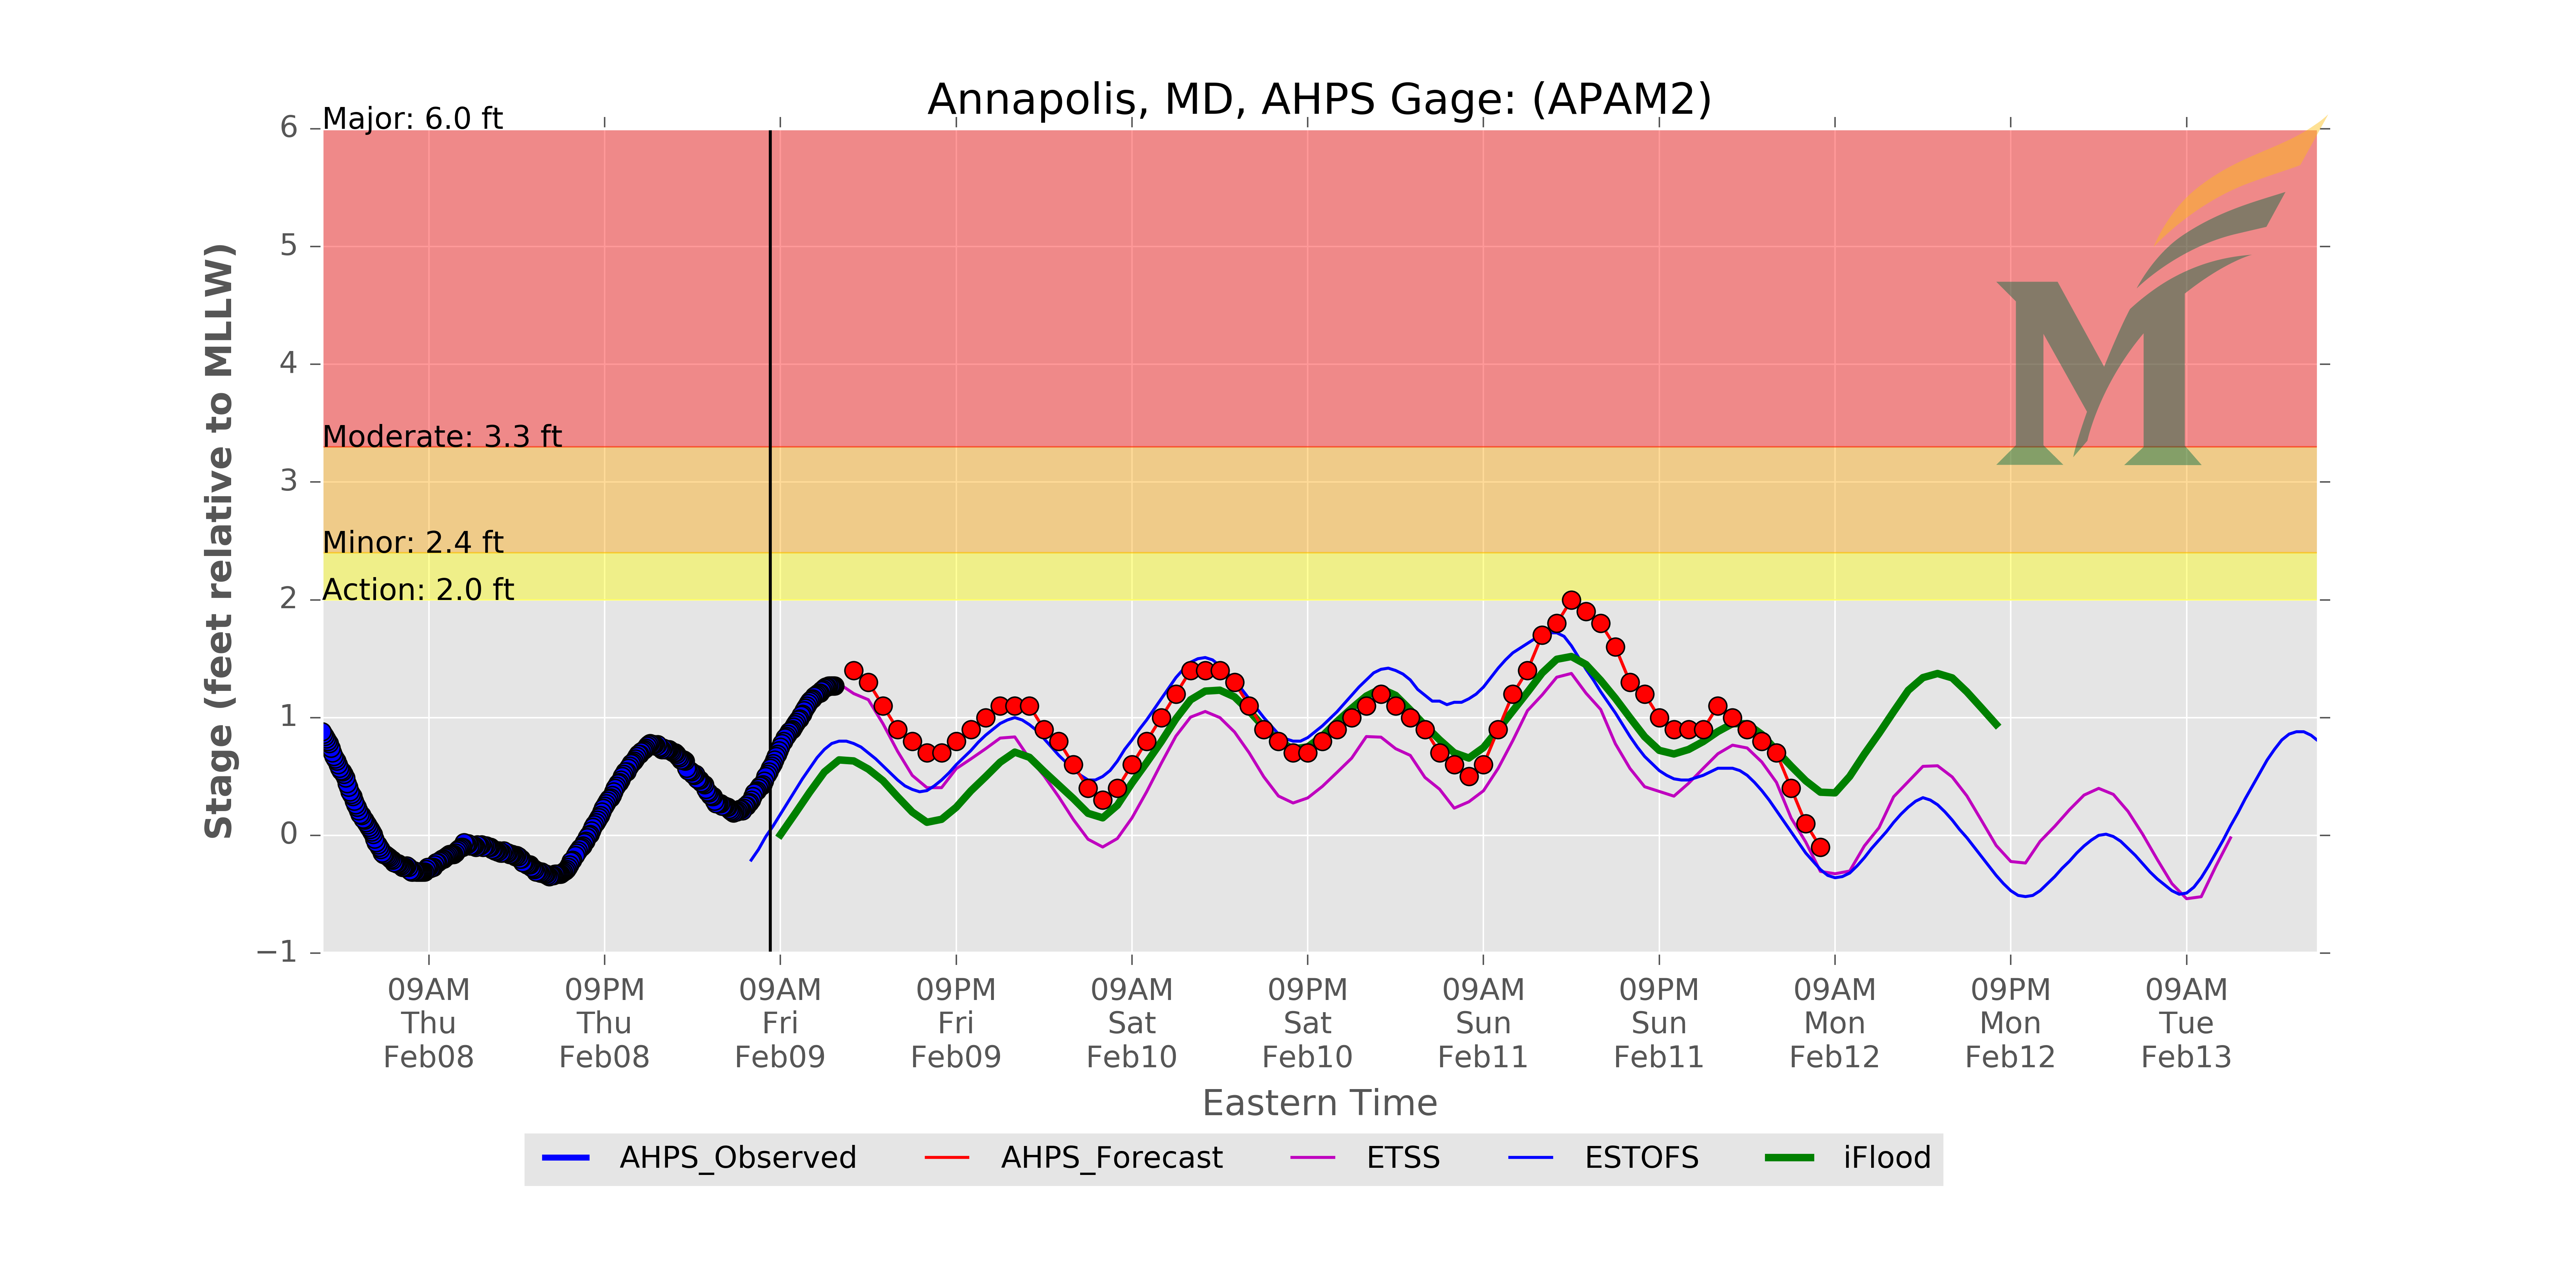 Annapolis, MD, AHPS Gage: (APAM2)
Major: 6.0 ft
Moderate: 3.3 ft
Minor: 2.4 ft
Action: 2.0 ft
6
5
4
3
2
1
0
−1
Stage (feet relative to MLLW)
09AM
Thu
Feb08
09PM
Thu
Feb08
09AM
Fri
Feb09
09PM
Fri
Feb09
09AM
Sat
Feb10
09PM
Sat
Feb10
09AM
Sun
Feb11
09PM
Sun
Feb11
09AM
Mon
Feb12
09PM
Mon
Feb12
09AM
Tue
Feb13
Eastern Time
AHPS_Observed AHPS_Forecast ETSS ESTOFS iFlood
M